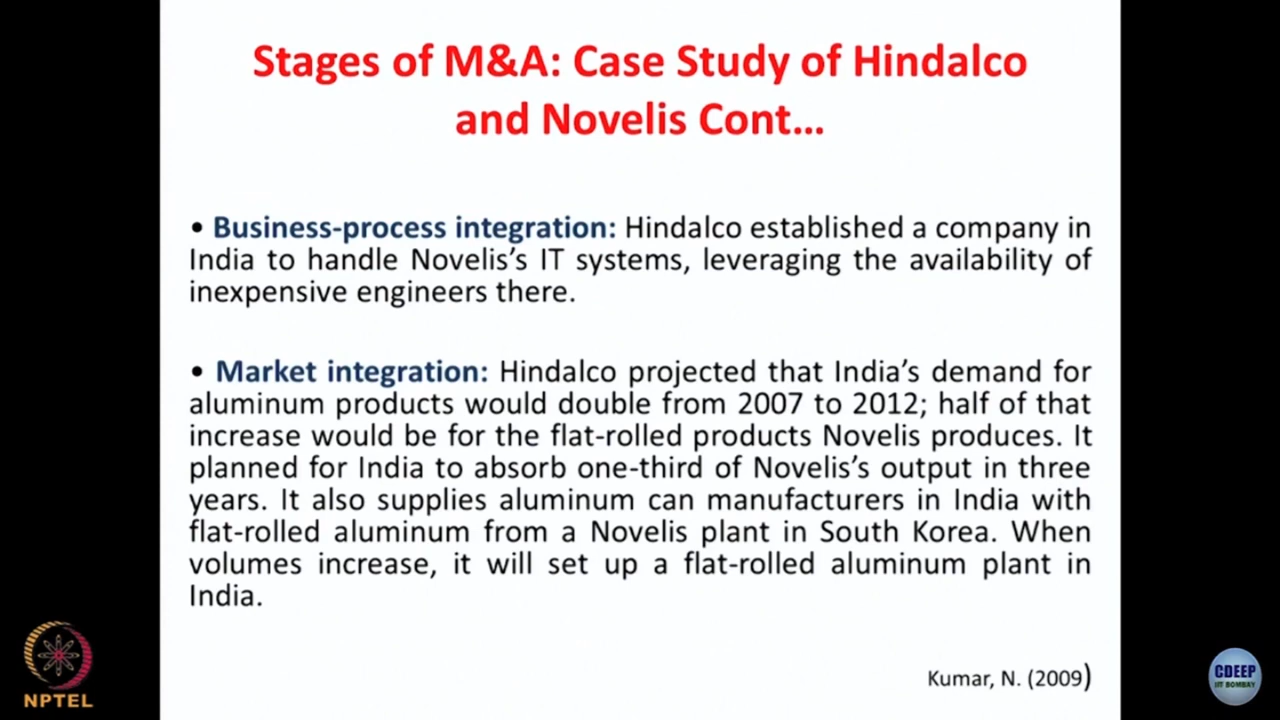 Stages of M&A: Case Study of Hindalco
and Novelis Cont...
• Business-process integration: Hindalco established a company in
India to handle Novelis’s IT systems, leveraging the availability of
inexpensive engineers there.
• Market integration: Hindalco projected that India’s demand for
aluminum products would double from 2007 to 2012; half of that
increase would be for the flat-rolled products Novelis produces. It
planned for India to absorb one-third of Novelis’s output in three
years. It also supplies aluminum can manufacturers in India with
flat-rolled aluminum from a Novelis plant in South Korea. When
volumes increase, it will set up a flat-rolled aluminum plant in
India.
Kumar, N. (2009)
NPTEL
CDEEP
IIT BOMBAY